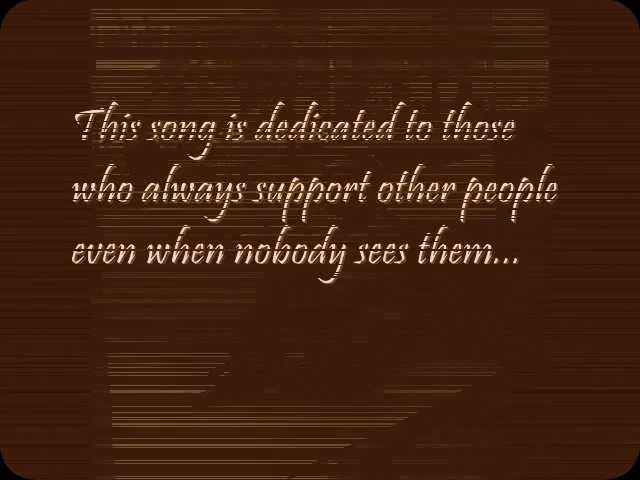 This song is dedicated to those
who always support other people
even when nobody sees them...